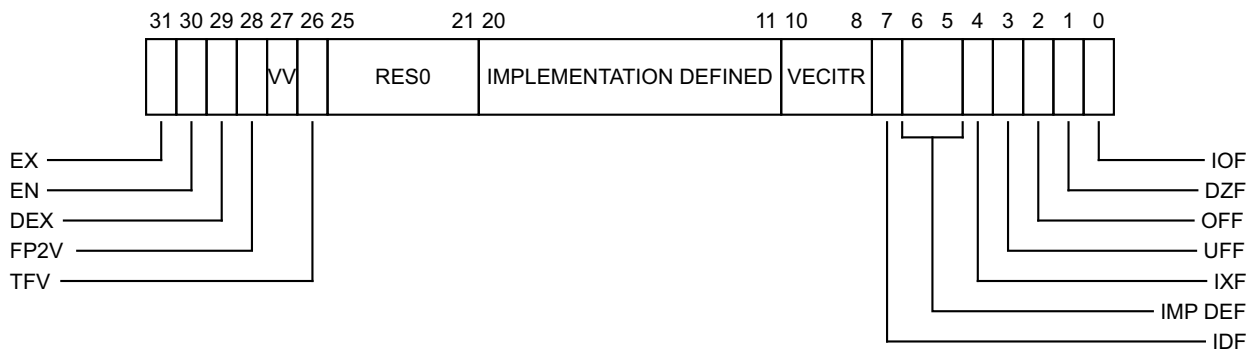 31 30 29 28 27 26 25 21 20 11 10 8 7 6 5 4 3 2 1 0
VV RES0 IMPLEMENTATION DEFINED VECITR
EX IOF
EN DZF
DEX OFF
FP2V UFF
TFV IXF
IMP DEF
IDF